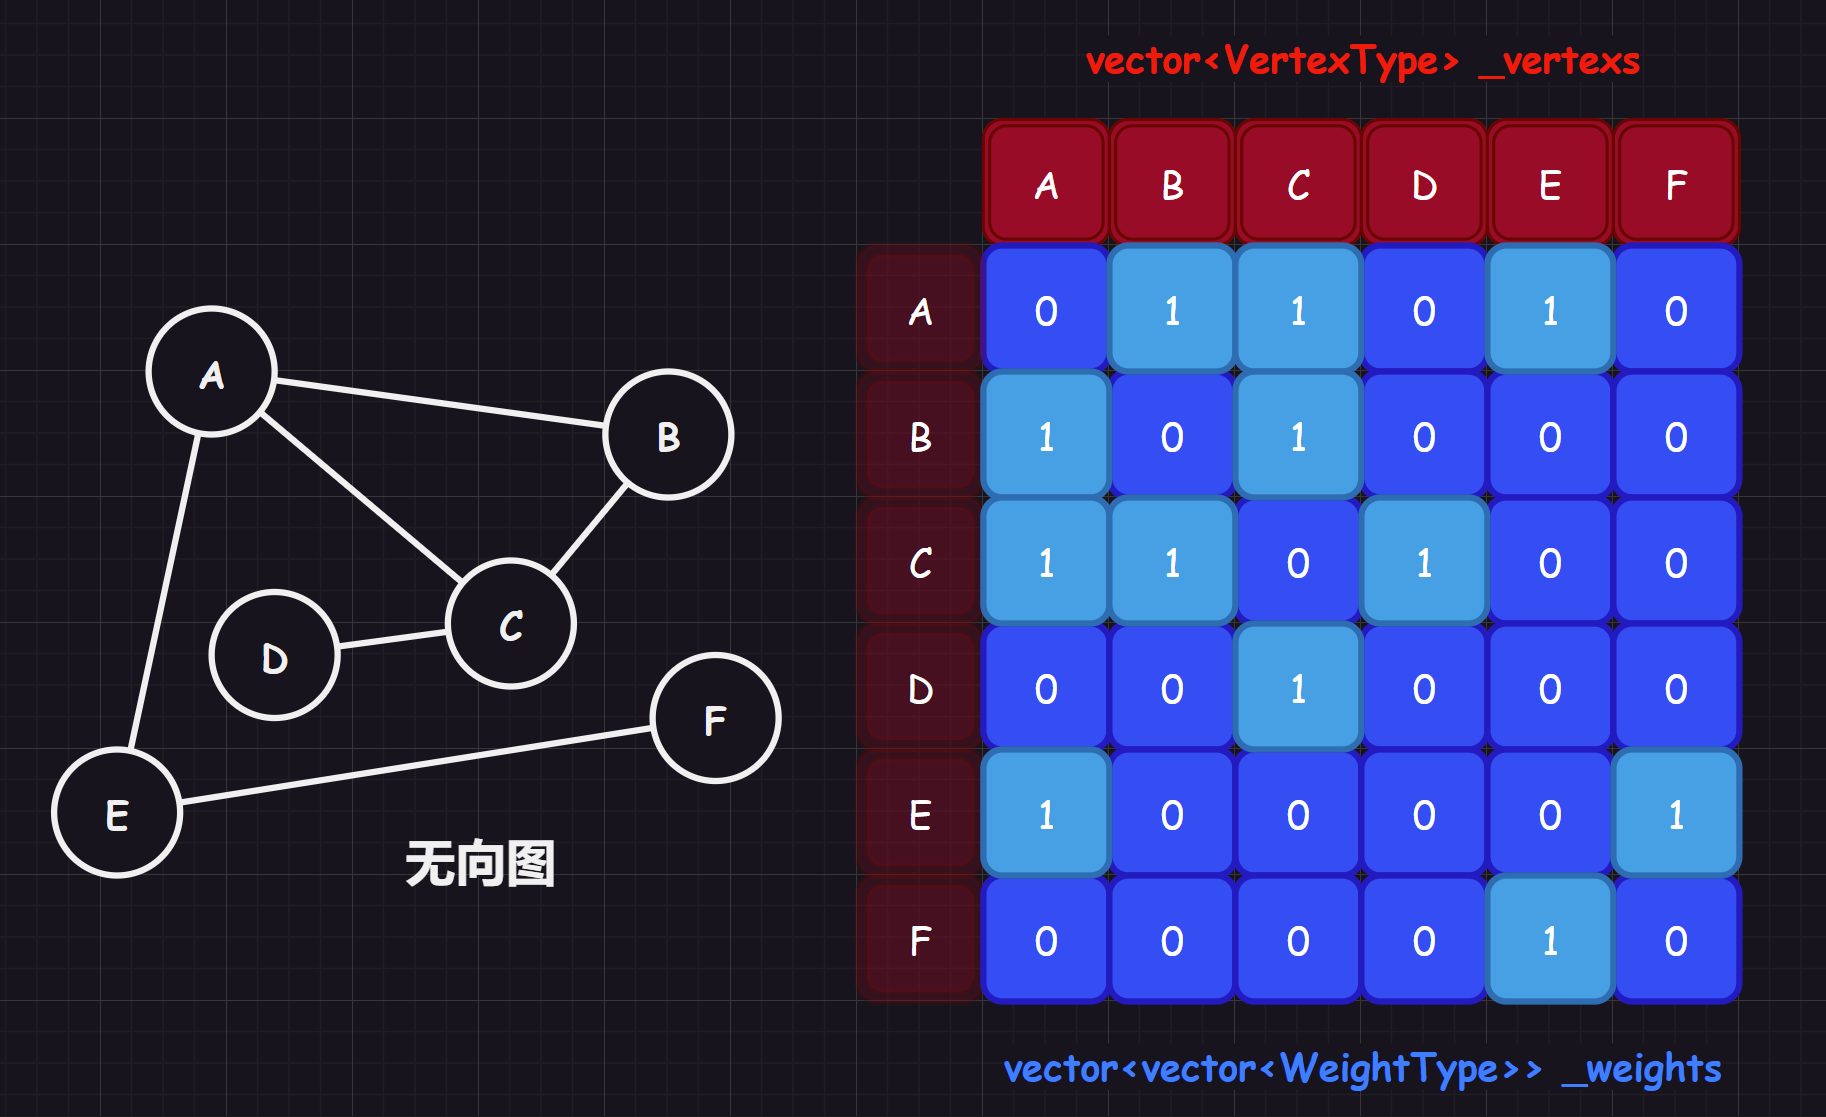 vector<VertexType> _vertexs
A B C D E F
A 0 1 1 0 1 0
B 1 0 1 0 0 0
C 1 1 0 1 0 0
D 0 0 1 0 0 0
E 1 0 0 0 0 1
F 0 0 0 0 1 0
vector<vector<WeightType>> _weights
A
B
C
D
F
E
无向图